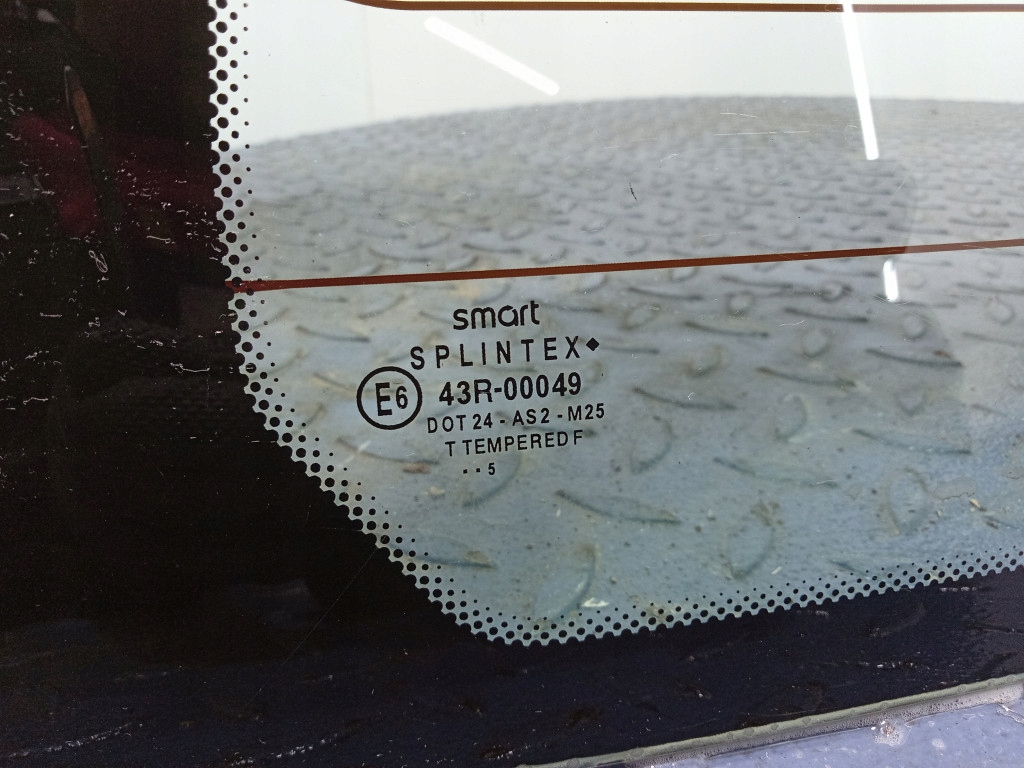 smart
SPLINTEX
E6 43R-00049
DOT 24 - AS2 - M25
T TEMPERED F
.. 5